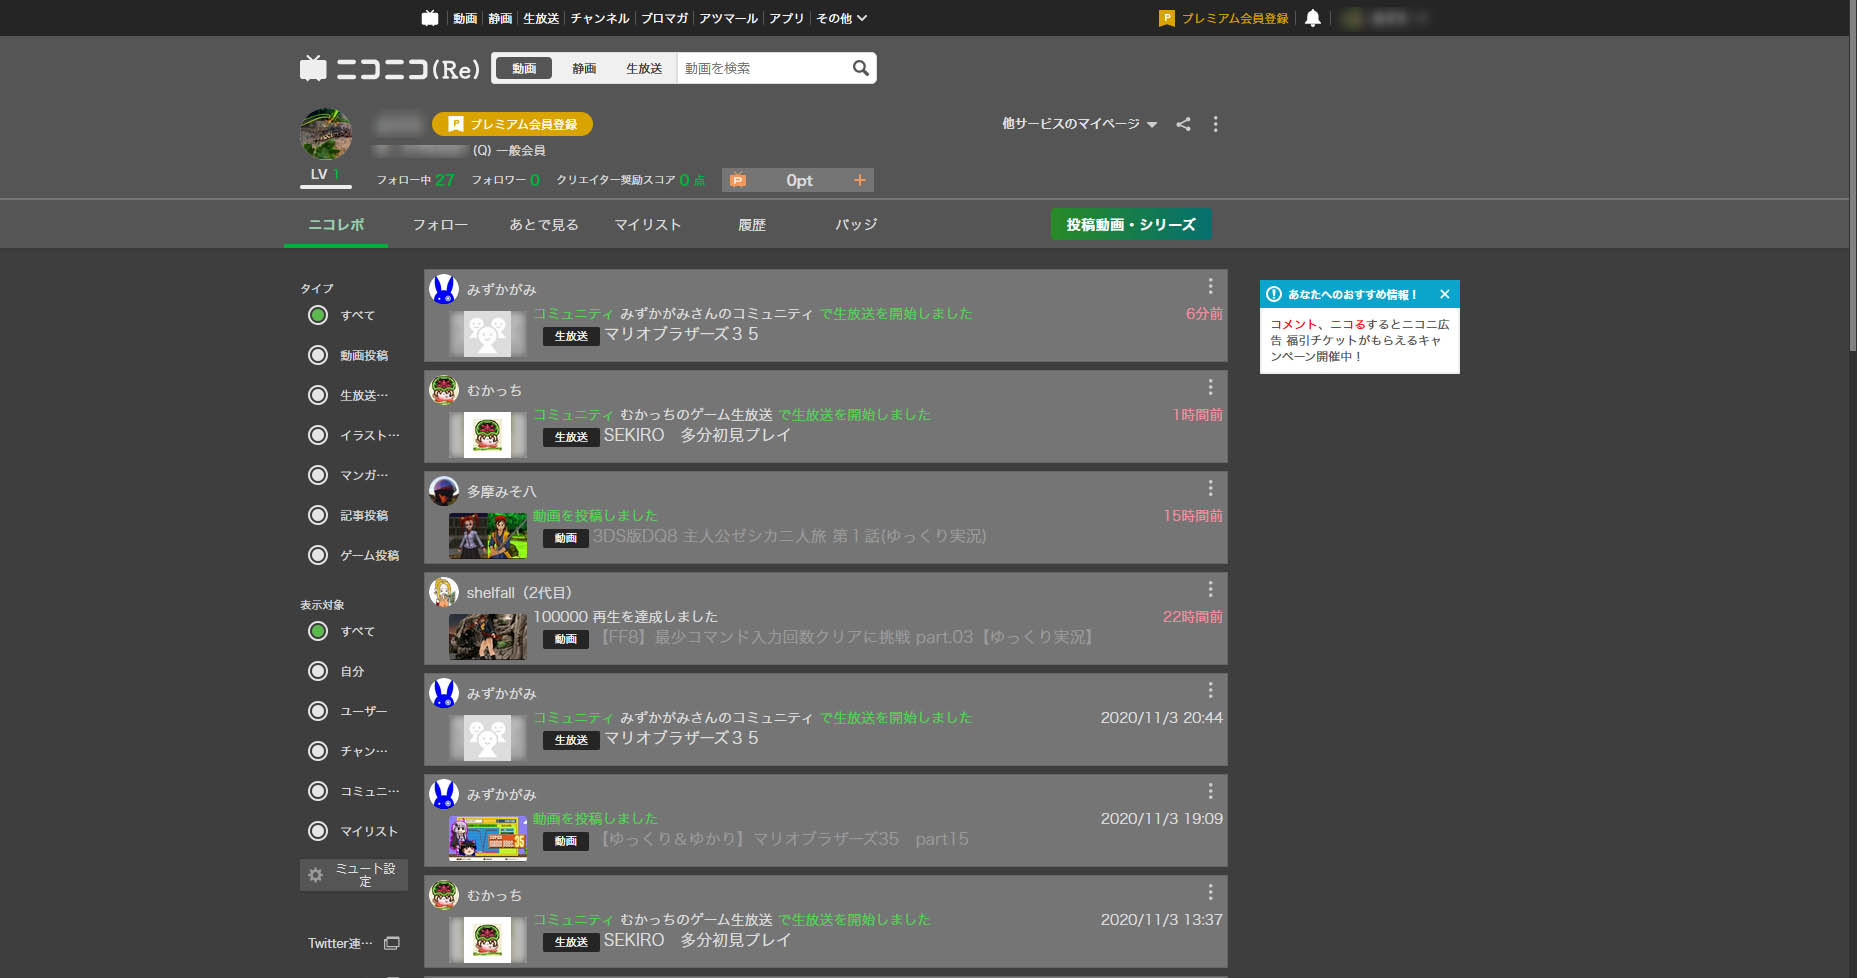 動画 静画 生放送 チャンネル ブロマガ アツマール アプリ その他
プレミアム会員登録
ニコニコ(Re) 動画 静画 生放送 動画を検索
プレミアム会員登録
他サービスのマイページ
(Q) 一般会員
LV 1
フォロー中 27 フォロワー 0 クリエイター奨励スコア 0 点
0pt +
ニコレポ フォロー あとで見る マイリスト 履歴 バッジ 投稿動画・シリーズ
タイプ
すべて
動画投稿
生放送…
イラスト…
マンガ…
記事投稿
ゲーム投稿
表示対象
すべて
自分
ユーザー
チャン…
コミュニ…
マイリスト
ミュート設
定
Twitter連…
みずかがみ
コミュニティ みずかがみさんのコミュニティ で生放送を開始しました 6分前
生放送 マリオブラザーズ３５
むかっち
コミュニティ むかっちのゲーム生放送 で生放送を開始しました 1時間前
生放送 SEKIRO　多分初見プレイ
多摩みそ八
動画を投稿しました 15時間前
動画 3DS版DQ8 主人公ゼシカ二人旅 第１話(ゆっくり実況)
shelfall（2代目）
100000 再生を達成しました 22時間前
動画 【FF8】最少コマンド入力回数クリアに挑戦 part.03【ゆっくり実況】
みずかがみ
コミュニティ みずかがみさんのコミュニティ で生放送を開始しました 2020/11/3 20:44
生放送 マリオブラザーズ３５
みずかがみ
動画を投稿しました 2020/11/3 19:09
動画 【ゆっくり＆ゆかり】マリオブラザーズ35　part15
むかっち
コミュニティ むかっちのゲーム生放送 で生放送を開始しました 2020/11/3 13:37
生放送 SEKIRO　多分初見プレイ
あなたへのおすすめ情報！
コメント、ニコるするとニコニ広
告 福引チケットがもらえるキャ
ンペーン開催中！